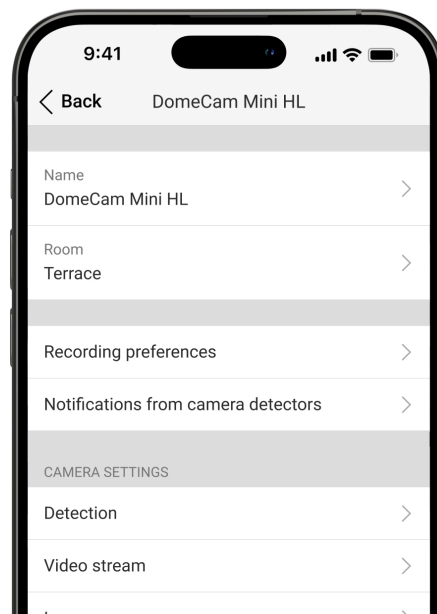 9:41
Back
DomeCam Mini HL
Name
DomeCam Mini HL
Room
Terrace
Recording preferences
Notifications from camera detectors
CAMERA SETTINGS
Detection
Video stream